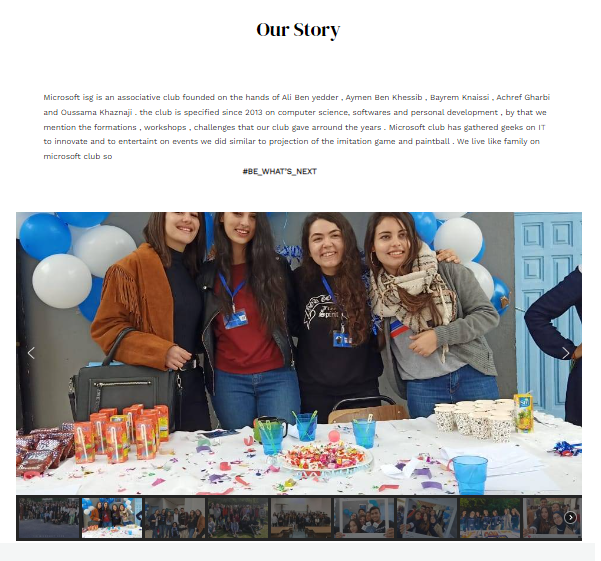 Our Story
Microsoft isg is an associative club founded on the hands of Ali Ben yedder , Aymen Ben Khessib , Bayrem Knaissi , Achref Gharbi
and Oussama Khaznaji . the club is specified since 2013 on computer science, softwares and personal development , by that we
mention the formations , workshops , challenges that our club gave arround the years . Microsoft club has gathered geeks on IT
to innovate and to entertaint on events we did similar to projection of the imitation game and paintball . We live like family on
microsoft club so
#BE_WHAT'S_NEXT